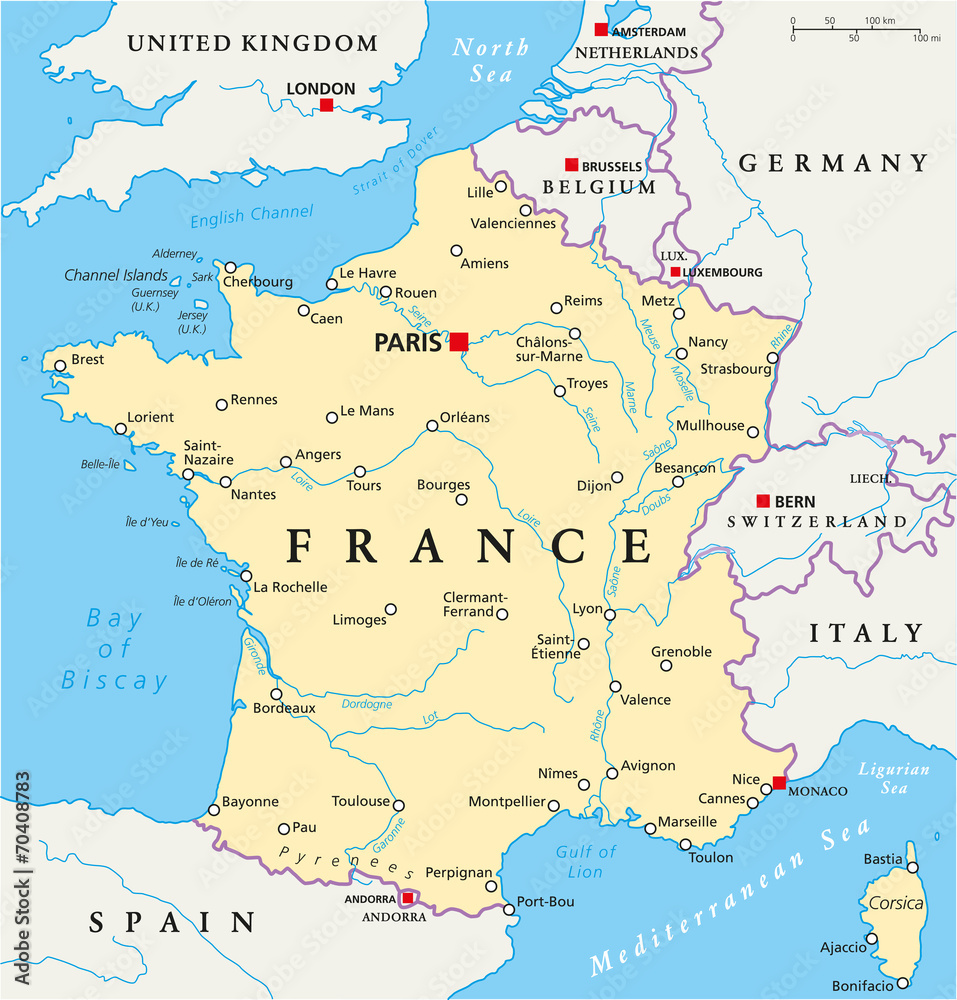 UNITED KINGDOM
North
Sea
AMSTERDAM
NETHERLANDS
0 50 100 km
0 50 100 mi
LONDON
Strait of Dover
BRUSSELS
BELGIUM
GERMANY
English Channel
Lille
Valenciennes
Alderney
Channel Islands
Sark
Guernsey
(U.K.)
Jersey
(U.K.)
Cherbourg
Le Havre
Rouen
Amiens
LUX.
LUXEMBOURG
Caen
Seine
Reims
Metz
PARIS
Châlons-
sur-Marne
Meuse
Nancy
Rhine
Strasbourg
Brest
Troyes
Marne
Moselle
Rennes
Le Mans
Orléans
Seine
Lorient
Mullhouse
Saint-
Nazaire
Angers
Saône
Belle-Île
Loire
Tours
Bourges
Besançon
Nantes
Dijon
Doubs
LIECH.
BERN
SWITZERLAND
Île d'Yeu
Loire
FRANCE
Île de Ré
La Rochelle
Saône
Île d'Oléron
Clermant-
Ferrand
Lyon
Limoges
Bay
of
Biscay
ITALY
Gironde
Saint-
Étienne
Grenoble
Bordeaux
Dordogne
Valence
Lot
Rhône
Avignon
Nîmes
Nice
MONACO
Ligurian
Sea
Bayonne
Toulouse
Montpellier
Cannes
Pau
Garonne
Marseille
Pyrenees
Toulon
Gulf of
Lion
Mediterranean Sea
Perpignan
Bastia
ANDORRA
ANDORRA
Port-Bou
Corsica
SPAIN
Ajaccio
Bonifacio
Adobe Stock | #70408783
Adobe Stock